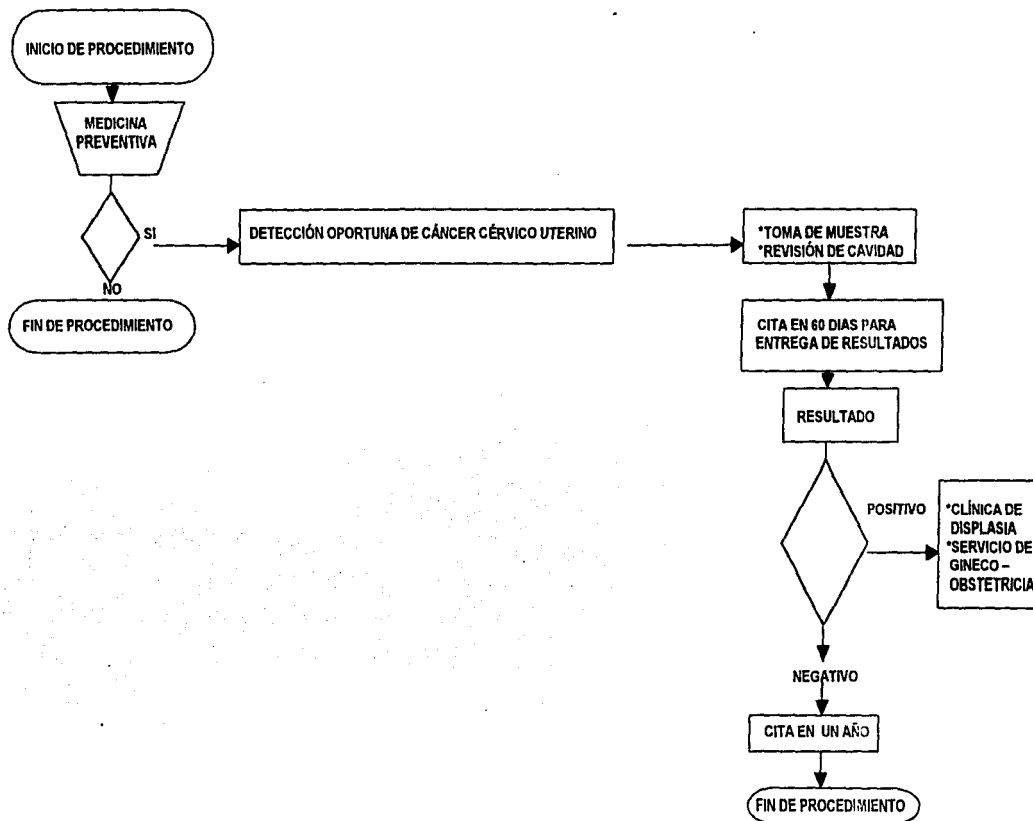 INICIO DE PROCEDIMIENTO
MEDICINA
PREVENTIVA
SI
NO
FIN DE PROCEDIMIENTO
DETECCIÓN OPORTUNA DE CÁNCER CÉRVICO UTERINO
*TOMA DE MUESTRA
*REVISIÓN DE CAVIDAD
CITA EN 60 DIAS PARA
ENTREGA DE RESULTADOS
RESULTADO
POSITIVO
*CLÍNICA DE
DISPLASIA
*SERVICIO DE
GINECO –
OBSTETRICIA
NEGATIVO
CITA EN UN AÑO
FIN DE PROCEDIMIENTO